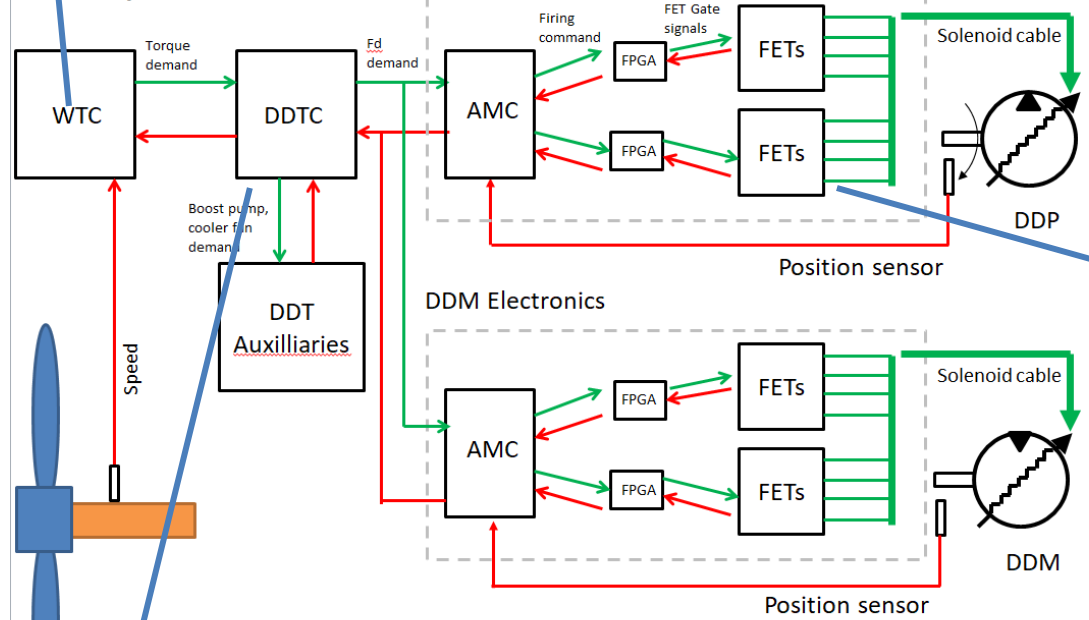 Torque
demand
Fd
demand
Firing
command
FET Gate
signals
WTC
DDTC
AMC
FPGA
FETs
Solenoid cable
FPGA
FETs
DDP
Boost pump,
cooler fan
demand
Position sensor
DDT
Auxilliaries
DDM Electronics
Speed
AMC
FPGA
FETs
Solenoid cable
FPGA
FETs
DDM
Position sensor